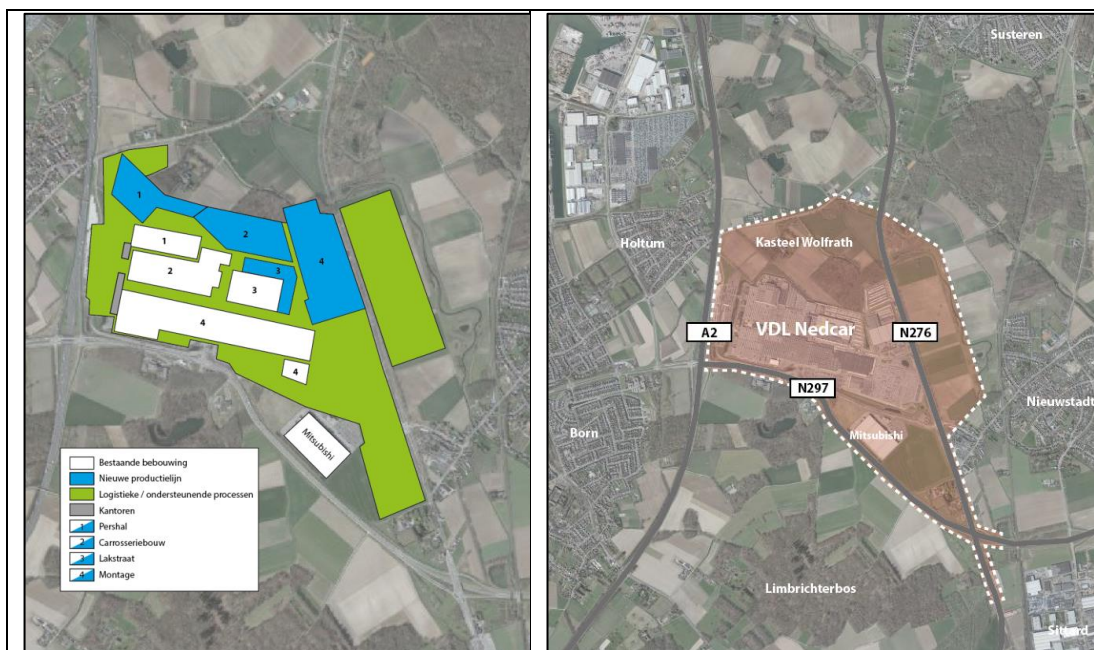 1
2
3
4
1
2
3
4
4
Mitsubishi
Bestaande bebouwing
Nieuwe productielijn
Logistieke / ondersteunende processen
Kantoren
1 Pershal
2 Carrosseriebouw
3 Lakstraat
4 Montage
Susteren
Holtum
Kasteel Wolfrath
A2
VDL Nedcar
N276
N297
Nieuwstadt
Born
Mitsubishi
Limbrichterbos
Sittard